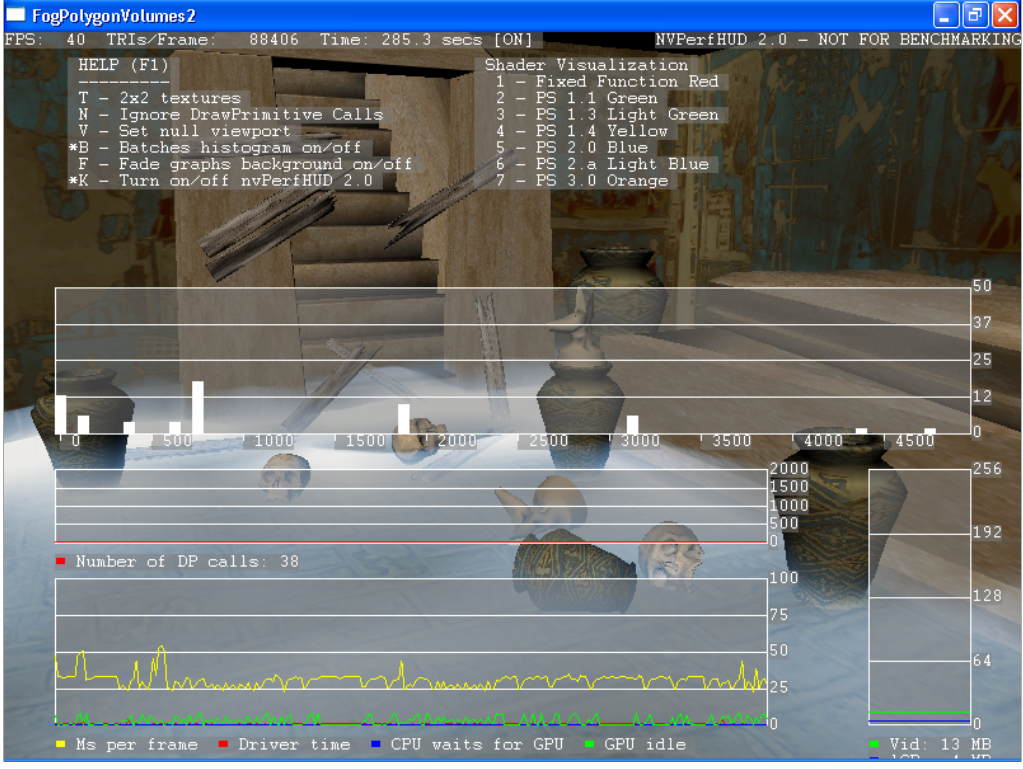 FogPolygonVolumes2
FPS: 40 TRIs/Frame: 88406 Time: 285.3 secs [ON] NVPerfHUD 2.0 - NOT FOR BENCHMARKING
HELP (F1)
---------
T - 2x2 textures
N - Ignore DrawPrimitive Calls
V - Set null viewport
*B - Batches histogram on/off
F - Fade graphs background on/off
*K - Turn on/off nvPerfHUD 2.0
Shader Visualization
1 - Fixed Function Red
2 - PS 1.1 Green
3 - PS 1.3 Light Green
4 - PS 1.4 Yellow
5 - PS 2.0 Blue
6 - PS 2.a Light Blue
7 - PS 3.0 Orange
50
37
25
12
0
0 500 1000 1500 2000 2500 3000 3500 4000 4500
2000
1500
1000
500
0
Number of DP calls: 38
100
75
50
25
0
Ms per frame Driver time CPU waits for GPU GPU idle
256
192
128
64
0
Vid: 13 MB